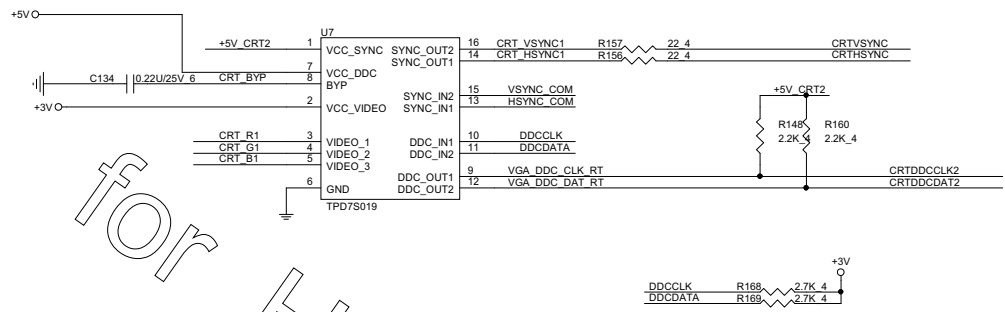 +5V
U7
+5V_CRT2 1 VCC_SYNC SYNC_OUT2 16 CRT_VSYNC1 R157 22_4 CRTVSYNC
SYNC_OUT1 14 CRT_HSYNC1 R156 22_4 CRTHSYNC
7 VCC_DDC
C134 0.22U/25V_6 CRT_BYP 8 BYP
+3V 2 VCC_VIDEO SYNC_IN2 15 VSYNC_COM
SYNC_IN1 13 HSYNC_COM
+5V_CRT2
R148 R160
2.2K_4 2.2K_4
CRT_R1 3 VIDEO_1 DDC_IN1 10 DDCCLK
CRT_G1 4 VIDEO_2 DDC_IN2 11 DDCDATA
CRT_B1 5 VIDEO_3
DDC_OUT1 9 VGA_DDC_CLK_RT CRTDDCCLK2
6 GND DDC_OUT2 12 VGA_DDC_DAT_RT CRTDDCDAT2
TPD7S019
for
+3V
DDCCLK R168 2.7K_4
DDCDATA R169 2.7K_4